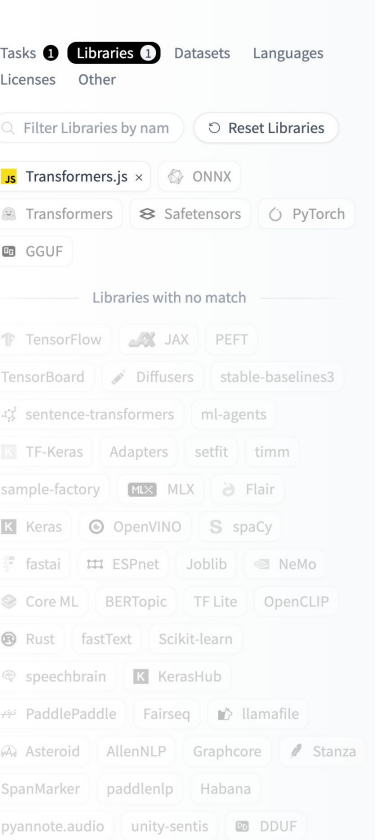 Tasks 1 Libraries 1 Datasets Languages
Licenses Other
Filter Libraries by nam Reset Libraries
JS Transformers.js × ONNX
Transformers Safetensors PyTorch
GGUF
Libraries with no match
TensorFlow JAX PEFT
TensorBoard Diffusers stable-baselines3
sentence-transformers ml-agents
K TF-Keras Adapters setfit timm
sample-factory MLX MLX Flair
K Keras OpenVINO S spaCy
fastai ESPnet Joblib NeMo
Core ML BERTopic TF Lite OpenCLIP
Rust fastText Scikit-learn
speechbrain K KerasHub
PaddlePaddle Fairseq llamafile
Asteroid AllenNLP Graphcore Stanza
SpanMarker paddlenlp Habana
pyannote.audio unity-sentis DDUF